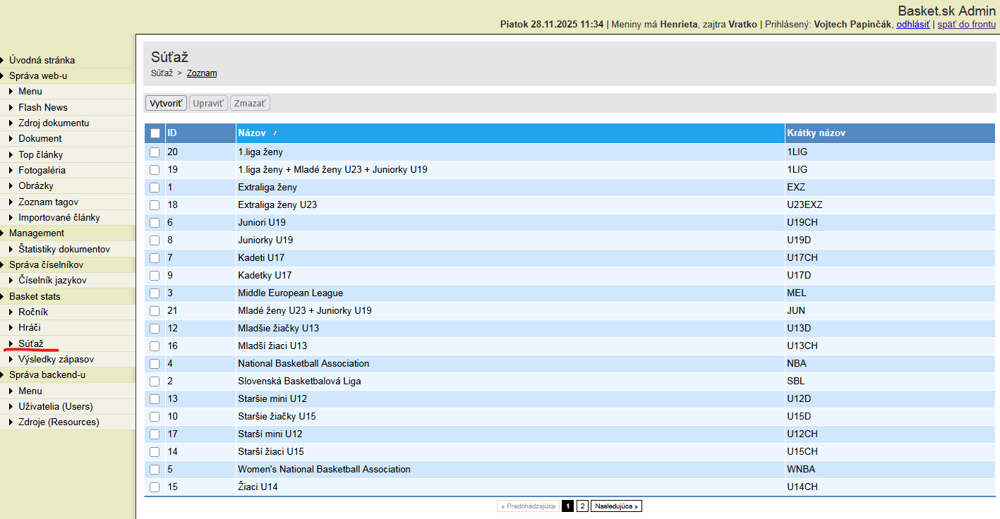 Basket.sk Admin
Piatok 28.11.2025 11:34 | Meniny má Henrieta, zajtra Vratko | Prihlásený: Vojtech Papinčák, odhlásiť | späť do frontu
Úvodná stránka
Správa web-u
Menu
Flash News
Zdroj dokumentu
Dokument
Top články
Fotogaléria
Obrázky
Zoznam tagov
Importované články
Management
Štatistiky dokumentov
Správa číselníkov
Číselník jazykov
Basket stats
Ročník
Hráči
Súťaž
Výsledky zápasov
Správa backend-u
Menu
Uživatelia (Users)
Zdroje (Resources)
Súťaž
Súťaž > Zoznam
Vytvoriť Upraviť Zmazať
ID Názov Krátky názov
20 1.liga ženy 1LIG
19 1.liga ženy + Mladé ženy U23 + Juniorky U19 1LIG
1 Extraliga ženy EXZ
18 Extraliga ženy U23 U23EXZ
6 Juniori U19 U19CH
8 Juniorky U19 U19D
7 Kadeti U17 U17CH
9 Kadetky U17 U17D
3 Middle European League MEL
21 Mladé ženy U23 + Juniorky U19 JUN
12 Mladšie žiačky U13 U13D
16 Mladší žiaci U13 U13CH
4 National Basketball Association NBA
2 Slovenská Basketbalová Liga SBL
13 Staršie mini U12 U12D
10 Staršie žiačky U15 U15D
17 Starší mini U12 U12CH
14 Starší žiaci U15 U15CH
5 Women's National Basketball Association WNBA
15 Žiaci U14 U14CH
« Predchádzajúca 1 2 Nasledujúca »